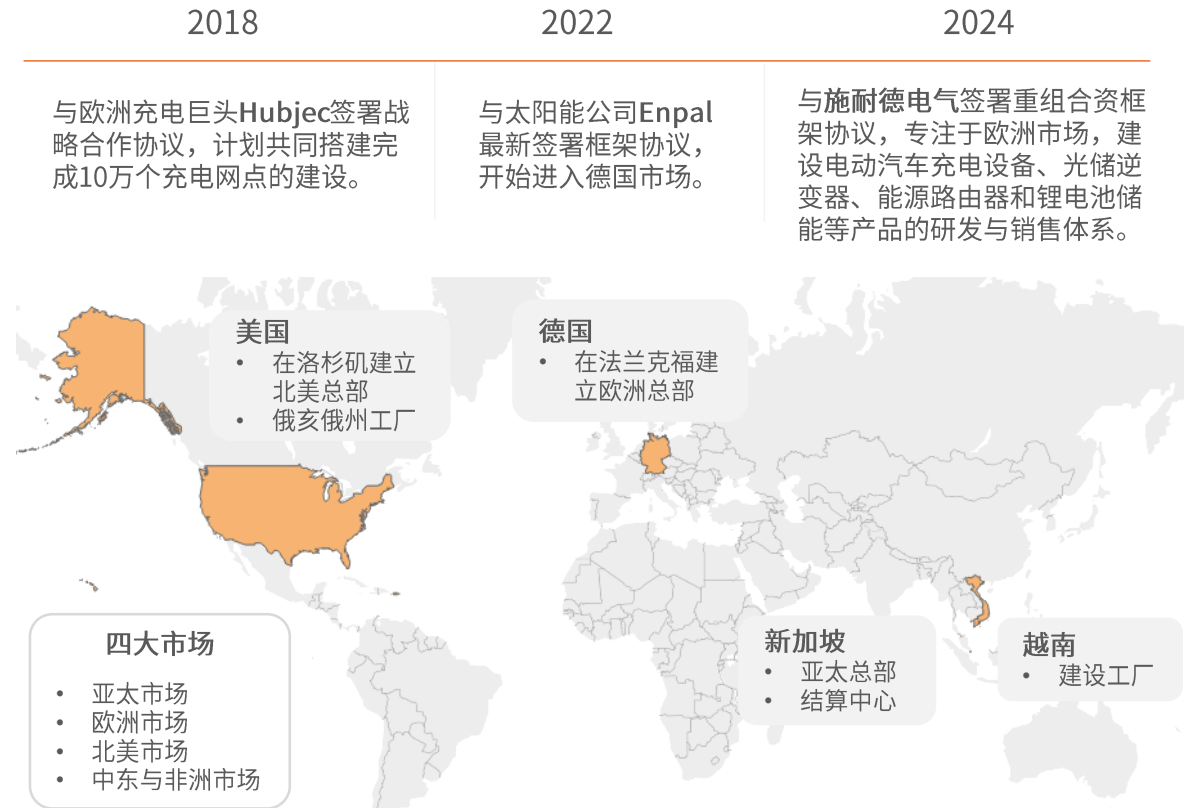 2018
2022
2024
与欧洲充电巨头Hubjec签署战
略合作协议，计划共同搭建完
成10万个充电网点的建设。
与太阳能公司Enpal
最新签署框架协议，
开始进入德国市场。
与施耐德电气签署重组合资框
架协议，专注于欧洲市场，建
设电动汽车充电设备、光储逆
变器、能源路由器和锂电池储
能等产品的研发与销售体系。
美国
• 在洛杉矶建立
北美总部
• 俄亥俄州工厂
德国
• 在法兰克福建
立欧洲总部
四大市场
• 亚太市场
• 欧洲市场
• 北美市场
• 中东与非洲市场
新加坡
• 亚太总部
• 结算中心
越南
• 建设工厂